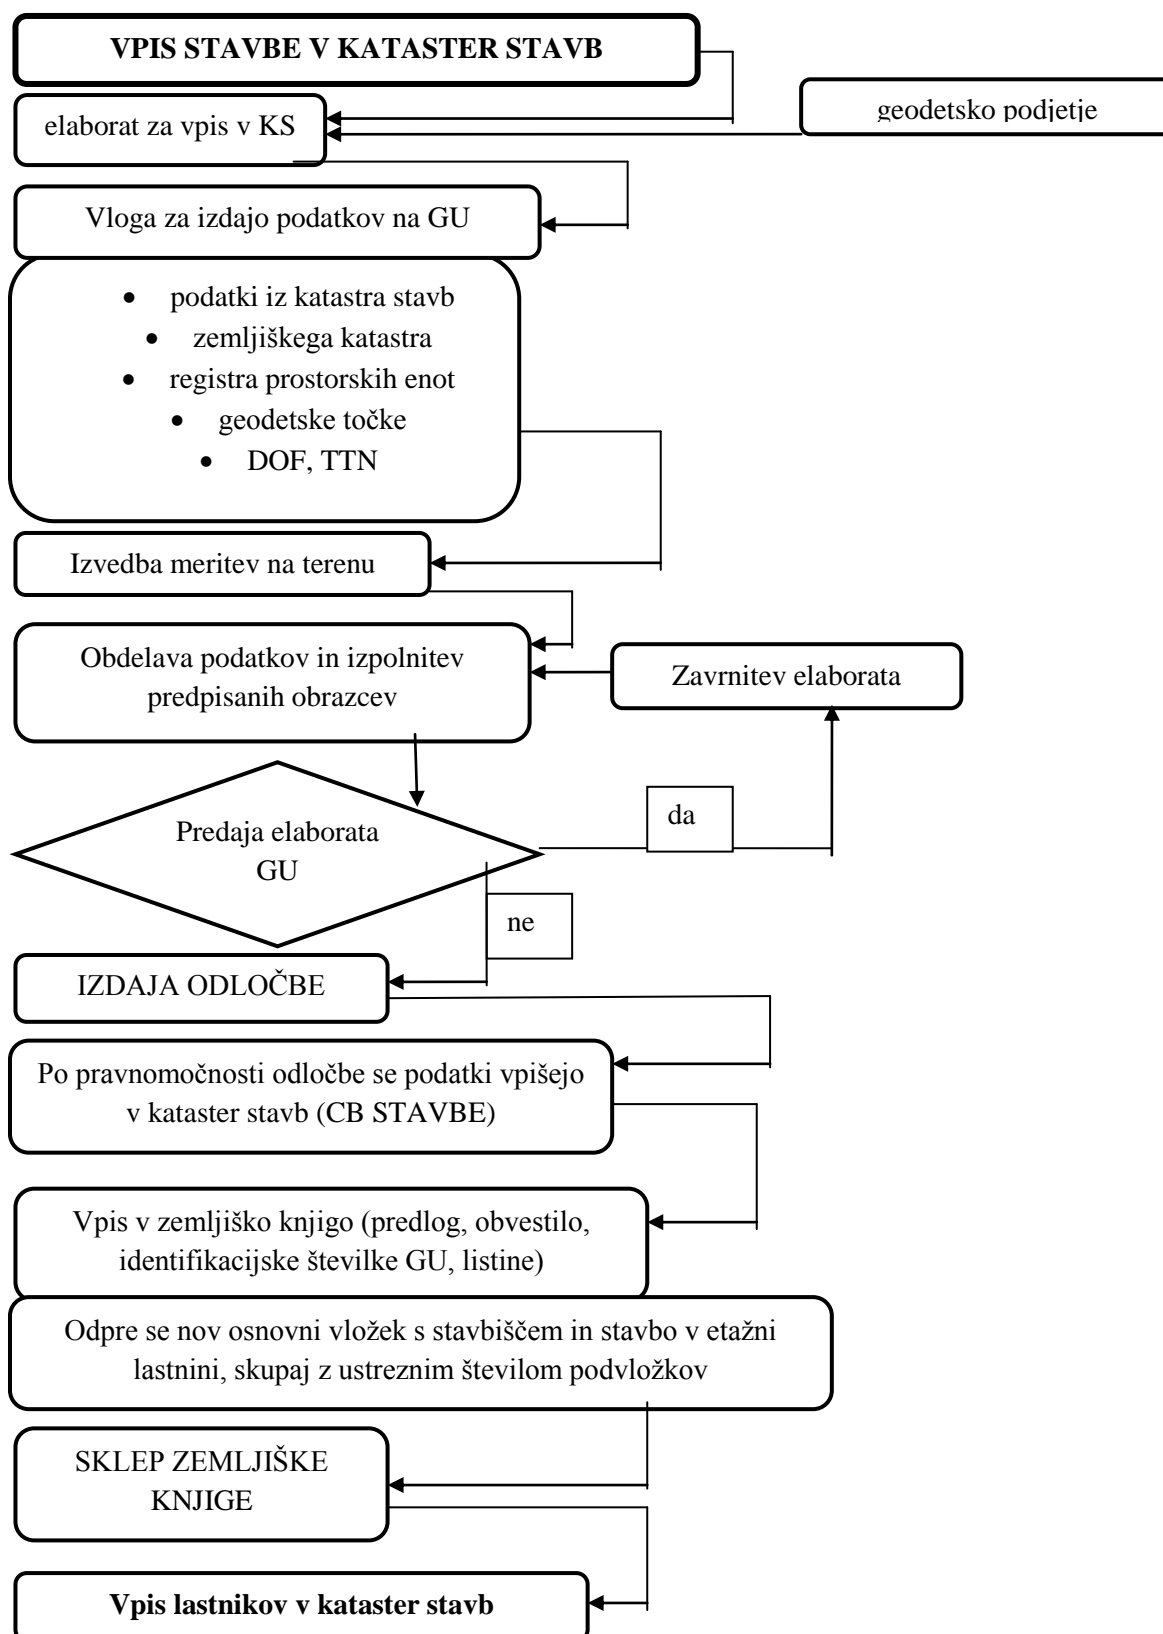 VPIS STAVBE V KATASTER STAVB
geodetsko podjetje
elaborat za vpis v KS
Vloga za izdajo podatkov na GU
• podatki iz katastra stavb
• zemljiškega katastra
• registra prostorskih enot
• geodetske točke
• DOF, TTN
Izvedba meritev na terenu
Obdelava podatkov in izpolnitev
predpisanih obrazcev
Zavrnitev elaborata
Predaja elaborata
GU
da
ne
IZDAJA ODLOČBE
Po pravnomočnosti odločbe se podatki vpišejo
v kataster stavb (CB STAVBE)
Vpis v zemljiško knjigo (predlog, obvestilo,
identifikacijske številke GU, listine)
Odpre se nov osnovni vložek s stavbiščem in stavbo v etažni
lastnini, skupaj z ustreznim številom podvložkov
SKLEP ZEMLJIŠKE
KNJIGE
Vpis lastnikov v kataster stavb